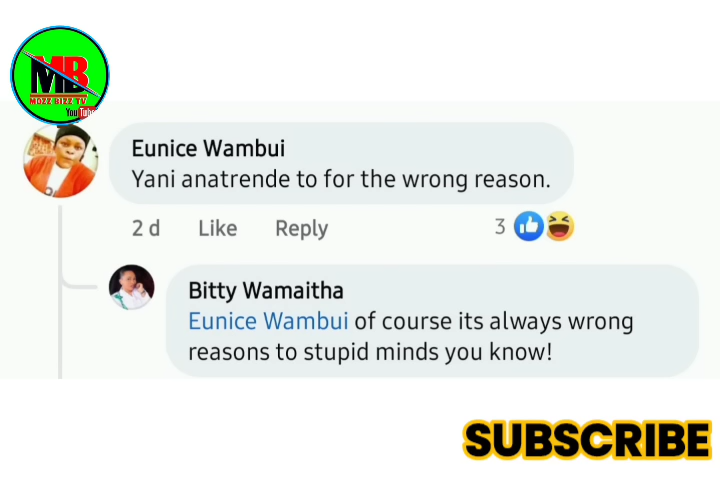 MB
MOZZ BIZZ TV
YouTube
Eunice Wambui
Yani anatrende to for the wrong reason.
2 d Like Reply 3
Bitty Wamaitha
Eunice Wambui of course its always wrong
reasons to stupid minds you know!
SUBSCRIBE